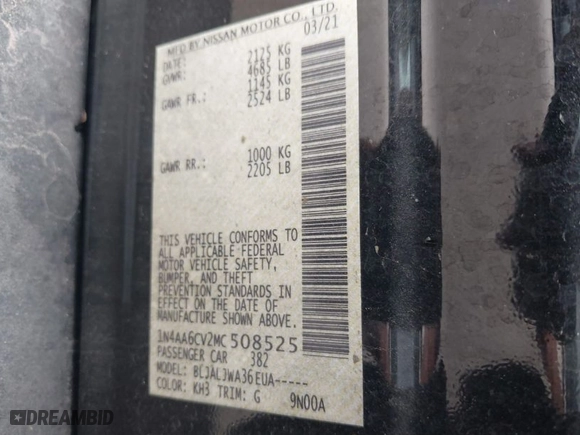 MFD BY NISSAN MOTOR CO., LTD.
DATE: 03/21
GVWR: 2125 KG
4685 LB
GAWR FR.: 1145 KG
2524 LB
GAWR RR.: 1000 KG
2205 LB
THIS VEHICLE CONFORMS TO
ALL APPLICABLE FEDERAL
MOTOR VEHICLE SAFETY,
BUMPER, AND THEFT
PREVENTION STANDARDS IN
EFFECT ON THE DATE OF
MANUFACTURE SHOWN ABOVE.
1N4AA6CV2MC508525
PASSENGER CAR 382
MODEL: BLJALJWA36EUA-----
COLOR: KH3 TRIM: G 9N00A
DREAMBID